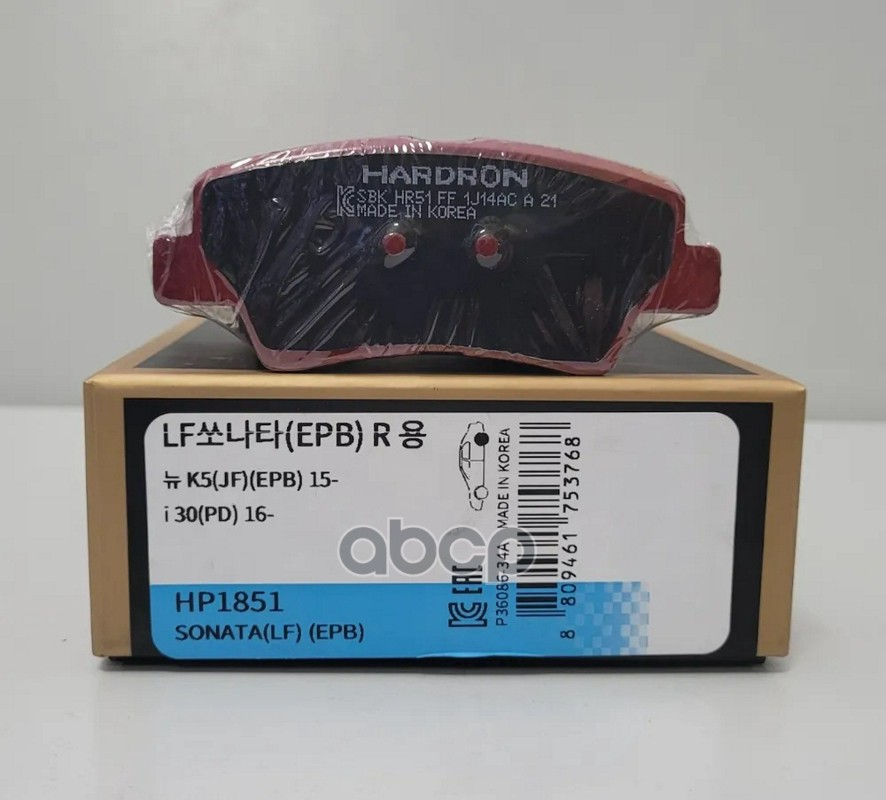 HARDRON
SBK HR51 FF 1J14AC A 21
MADE IN KOREA
LF쏘나타(EPB) R 용
뉴 K5(JF)(EPB) 15-
i 30(PD) 16-
HP1851
SONATA(LF) (EPB)
P36086-34A MADE IN KOREA
EAC
8 809461 753768
abcp